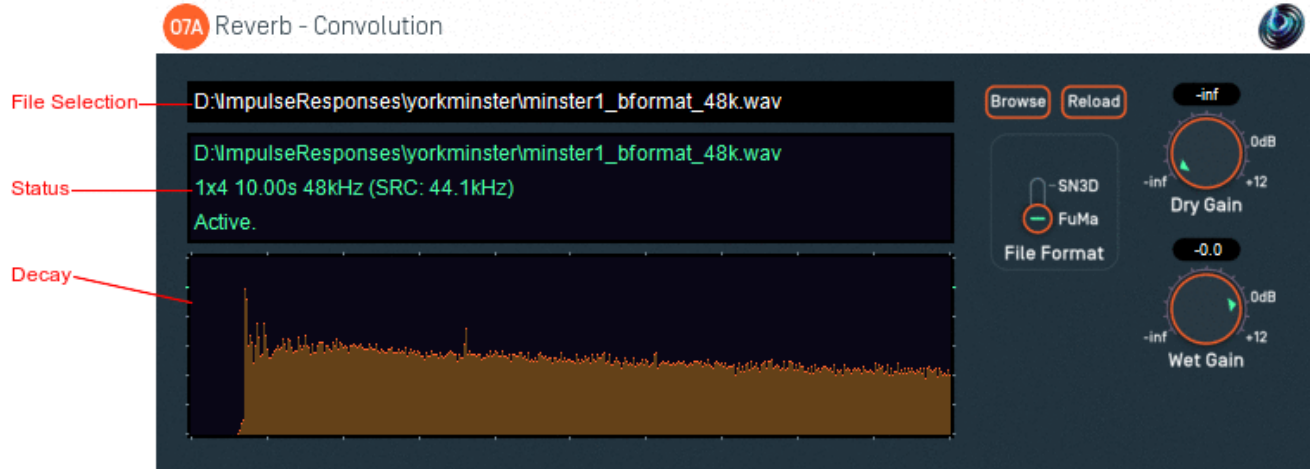 O7A Reverb - Convolution
File Selection
D:\ImpulseResponses\yorkminster\minster1_bformat_48k.wav
Browse
Reload
-inf
0dB
-inf
+12
Dry Gain
Status
D:\ImpulseResponses\yorkminster\minster1_bformat_48k.wav
1x4 10.00s 48kHz (SRC: 44.1kHz)
Active.
SN3D
FuMa
File Format
Decay
-0.0
0dB
-inf
+12
Wet Gain